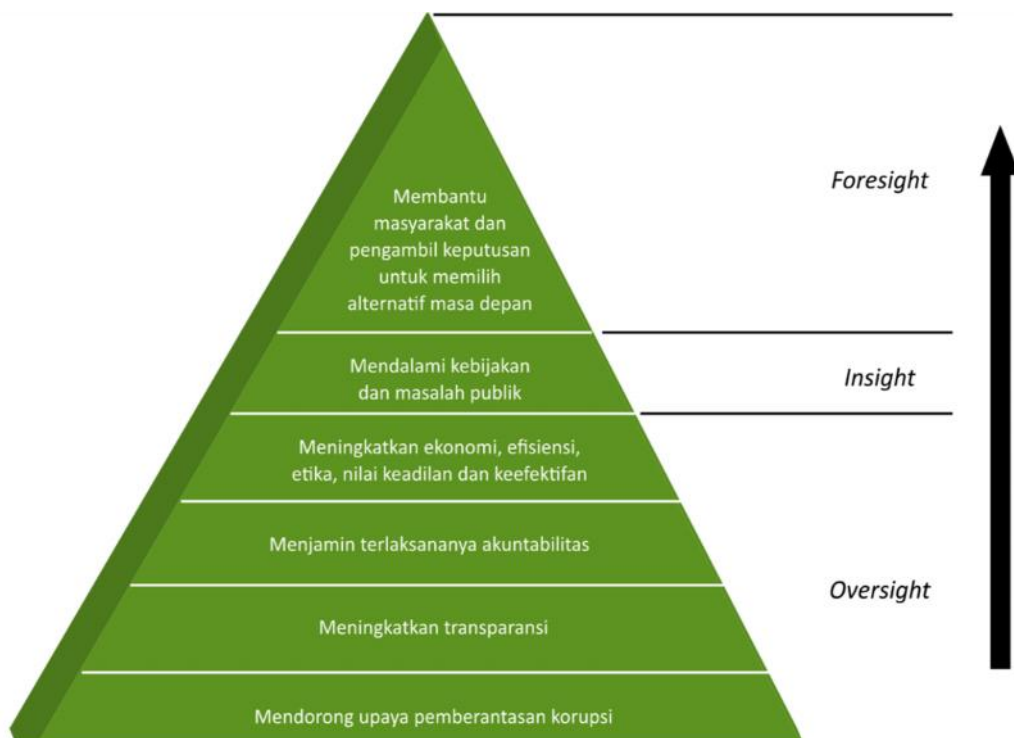 Membantu
masyarakat dan
pengambil keputusan
untuk memilih
alternatif masa depan
Foresight
Mendalami kebijakan
dan masalah publik
Insight
Meningkatkan ekonomi, efisiensi,
etika, nilai keadilan dan keefektifan
Menjamin terlaksananya akuntabilitas
Oversight
Meningkatkan transparansi
Mendorong upaya pemberantasan korupsi